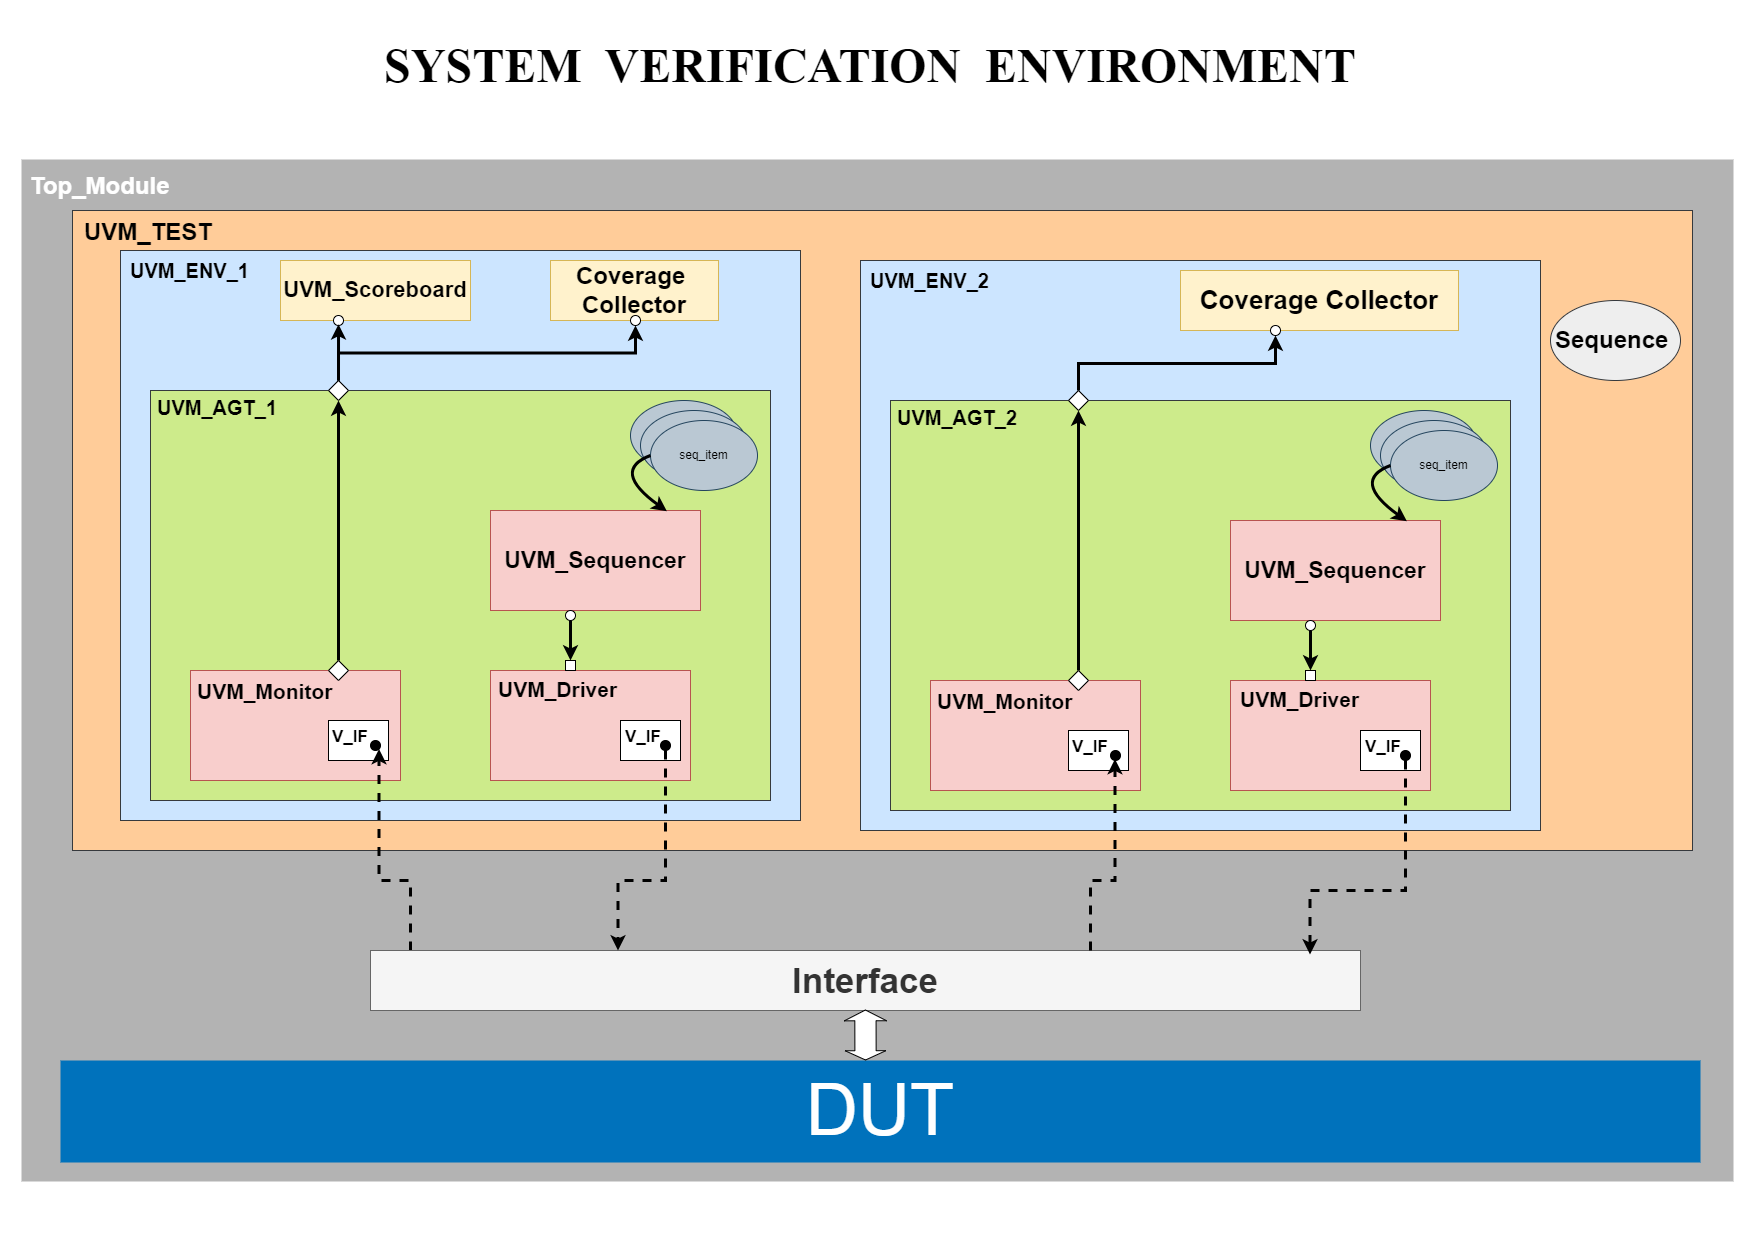 SYSTEM VERIFICATION ENVIRONMENT
Top_Module
UVM_TEST
UVM_ENV_1
UVM_Scoreboard
Coverage
Collector
UVM_AGT_1
seq_item
UVM_Sequencer
UVM_Monitor
V_IF
UVM_Driver
V_IF
UVM_ENV_2
Coverage Collector
UVM_AGT_2
seq_item
UVM_Sequencer
UVM_Monitor
V_IF
UVM_Driver
V_IF
Sequence
Interface
DUT